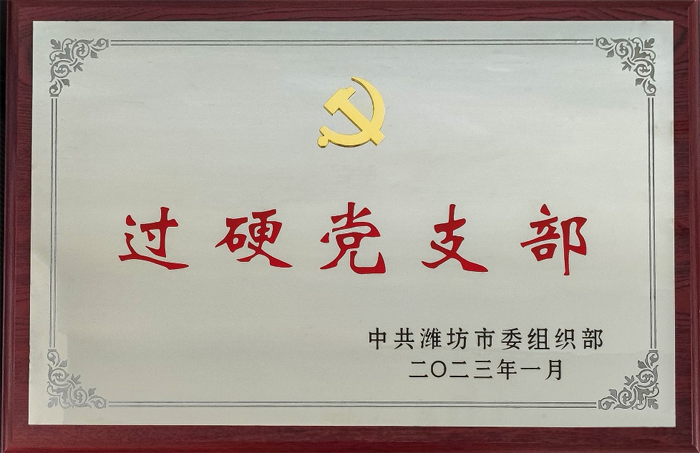 过硬党支部
中共潍坊市委组织部
二〇二三年一月